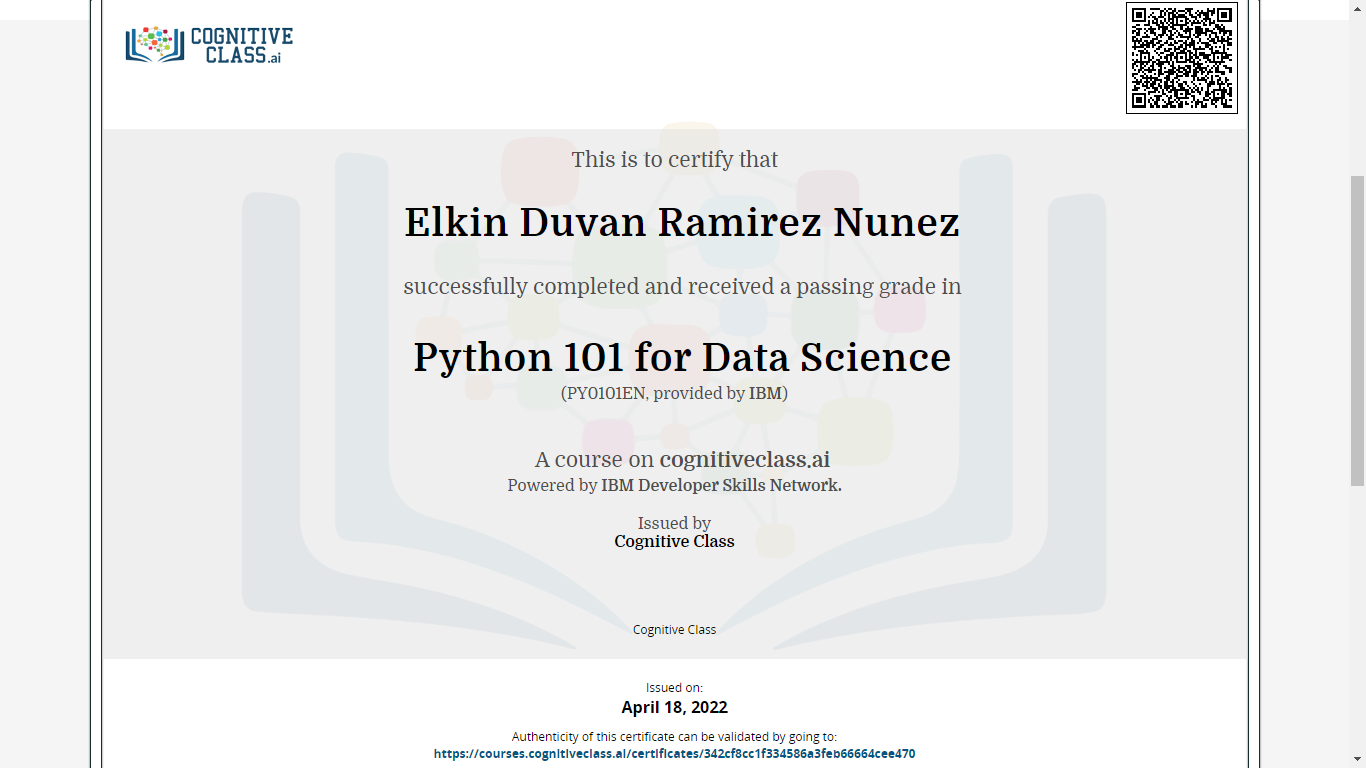 COGNITIVE
CLASS.ai
This is to certify that
Elkin Duvan Ramirez Nunez
successfully completed and received a passing grade in
Python 101 for Data Science
(PY0101EN, provided by IBM)
A course on cognitiveclass.ai
Powered by IBM Developer Skills Network.
Issued by
Cognitive Class
Cognitive Class
Issued on:
April 18, 2022
Authenticity of this certificate can be validated by going to:
https://courses.cognitiveclass.ai/certificates/342cf8cc1f334586a3feb66664cee470